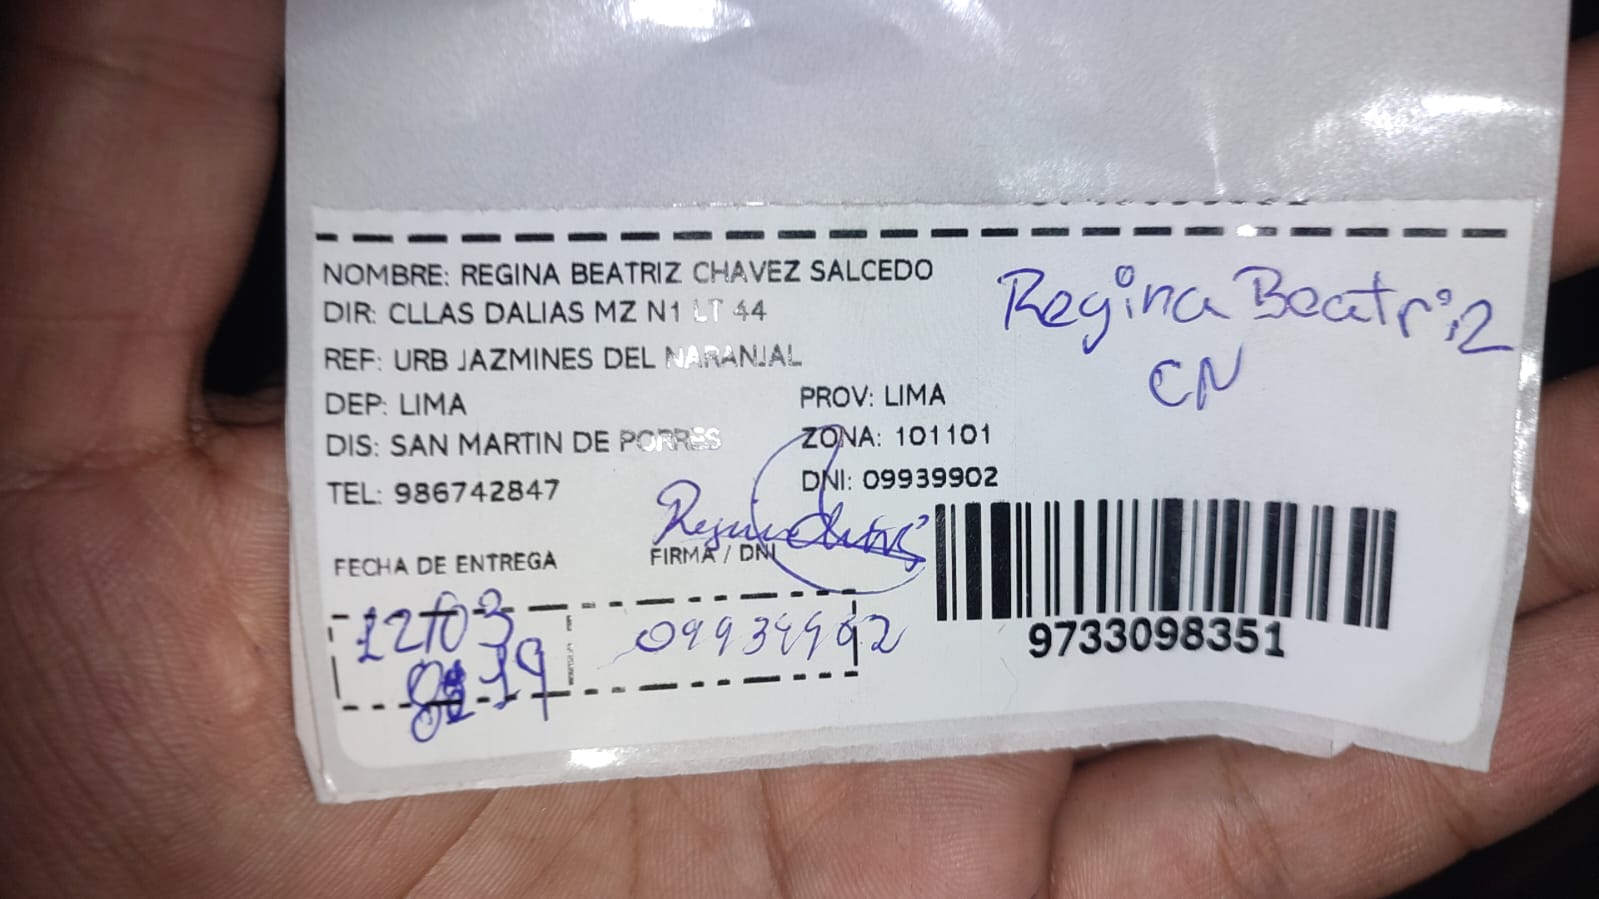 NOMBRE: REGINA BEATRIZ CHAVEZ SALCEDO
DIR: CLLAS DALIAS MZ N1 LT 44
REF: URB JAZMINES DEL NARANJAL
DEP: LIMA
PROV: LIMA
DIS: SAN MARTIN DE PORRES
ZONA: 101101
TEL: 986742847
DNI: 09939902
Regina Beatriz
CN
FECHA DE ENTREGA
FIRMA / DNI
12/03
9733098351